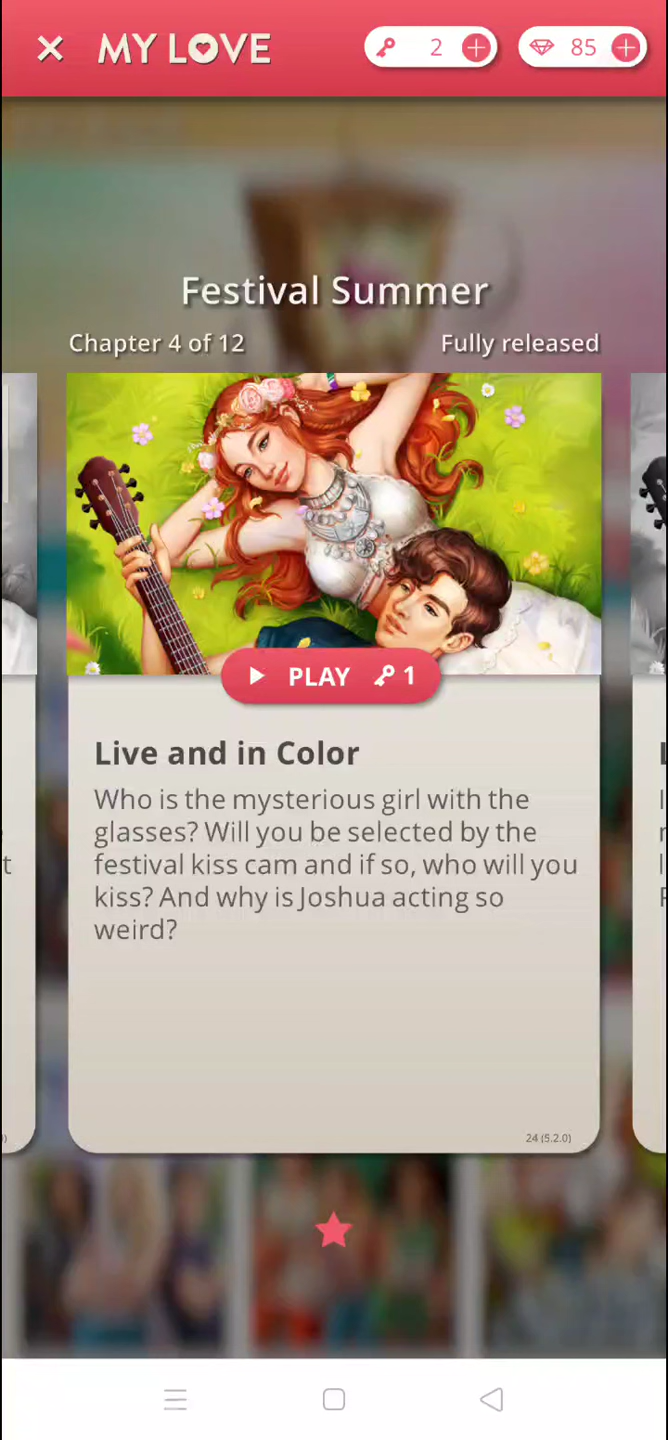 MY LOVE
2
85
Festival Summer
Chapter 4 of 12
Fully released
PLAY 1
Live and in Color
Who is the mysterious girl with the
glasses? Will you be selected by the
festival kiss cam and if so, who will you
kiss? And why is Joshua acting so
weird?
24 (5.2.0)